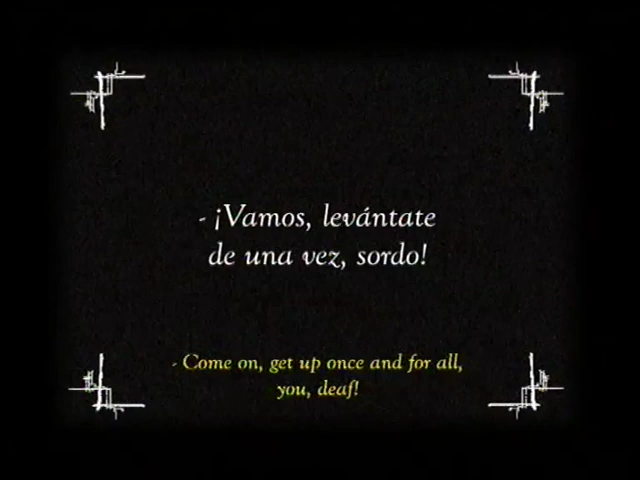 - ¡Vamos, levántate
de una vez, sordo!
- Come on, get up once and for all,
you, deaf!